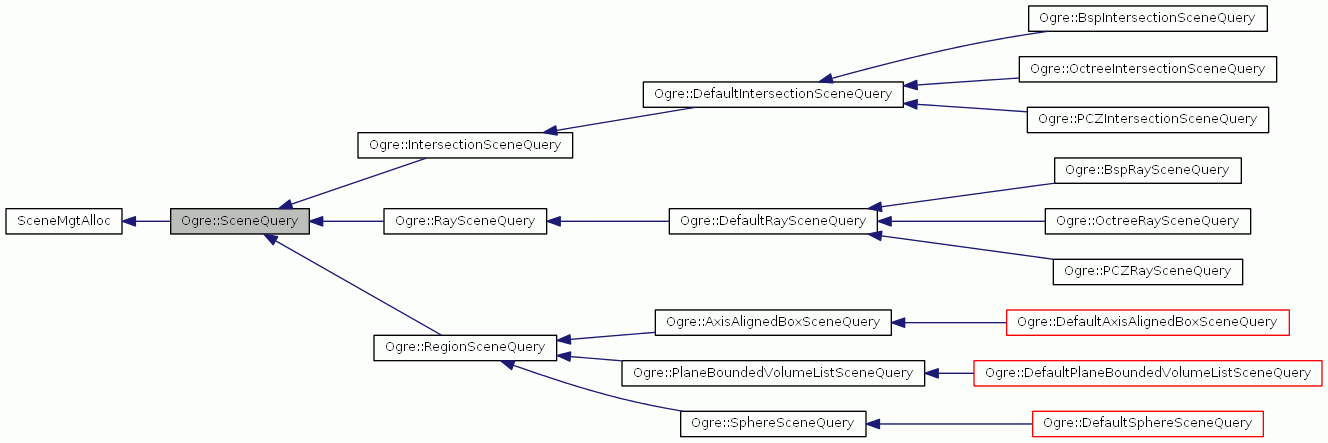 Ogre::BspIntersectionSceneQuery
Ogre::OctreeIntersectionSceneQuery
Ogre::DefaultIntersectionSceneQuery
Ogre::PCZIntersectionSceneQuery
Ogre::IntersectionSceneQuery
Ogre::BspRaySceneQuery
SceneMgtAlloc
Ogre::SceneQuery
Ogre::RaySceneQuery
Ogre::DefaultRaySceneQuery
Ogre::OctreeRaySceneQuery
Ogre::PCZRaySceneQuery
Ogre::AxisAlignedBoxSceneQuery
Ogre::DefaultAxisAlignedBoxSceneQuery
Ogre::RegionSceneQuery
Ogre::PlaneBoundedVolumeListSceneQuery
Ogre::DefaultPlaneBoundedVolumeListSceneQuery
Ogre::SphereSceneQuery
Ogre::DefaultSphereSceneQuery